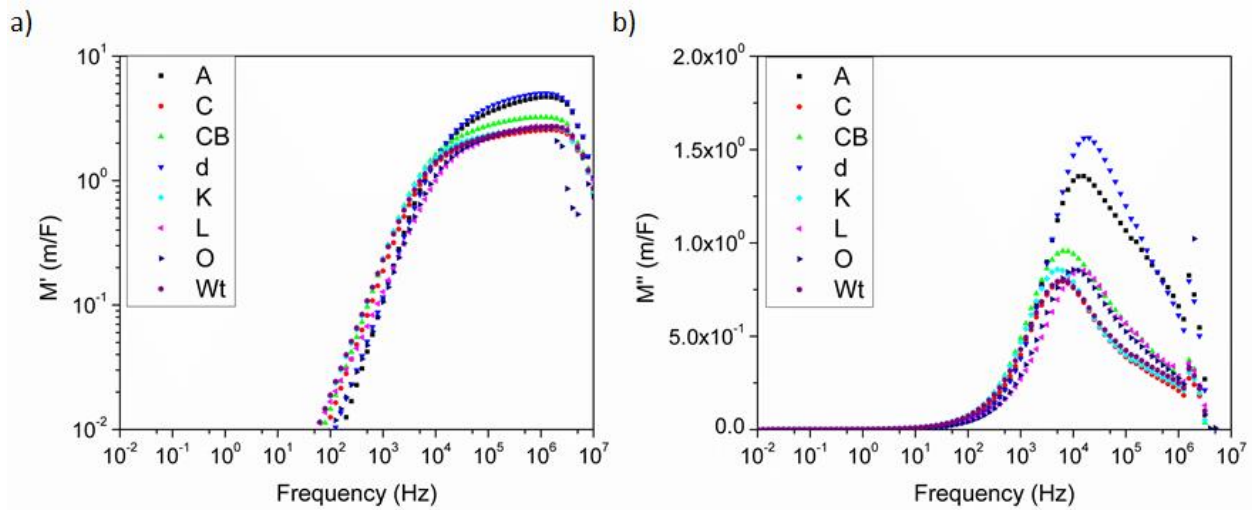 a)
M' (m/F)
10^1
10^0
10^-1
10^-2
A
C
CB
d
K
L
O
Wt
10^-2 10^-1 10^0 10^1 10^2 10^3 10^4 10^5 10^6 10^7
Frequency (Hz)
b)
M'' (m/F)
2.0x10^0
1.5x10^0
1.0x10^0
5.0x10^-1
0.0
A
C
CB
d
K
L
O
Wt
10^-2 10^-1 10^0 10^1 10^2 10^3 10^4 10^5 10^6 10^7
Frequency (Hz)